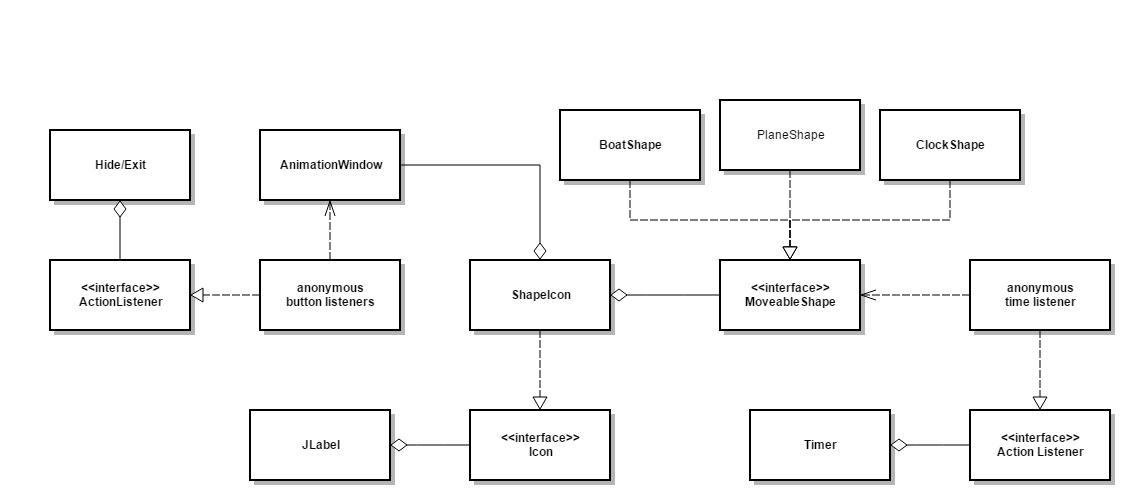 PlaneShape
BoatShape
ClockShape
Hide/Exit
AnimationWindow
<<interface>>
ActionListener
anonymous
button listeners
ShapeIcon
<<interface>>
MoveableShape
anonymous
time listener
JLabel
<<interface>>
Icon
Timer
<<interface>>
Action Listener